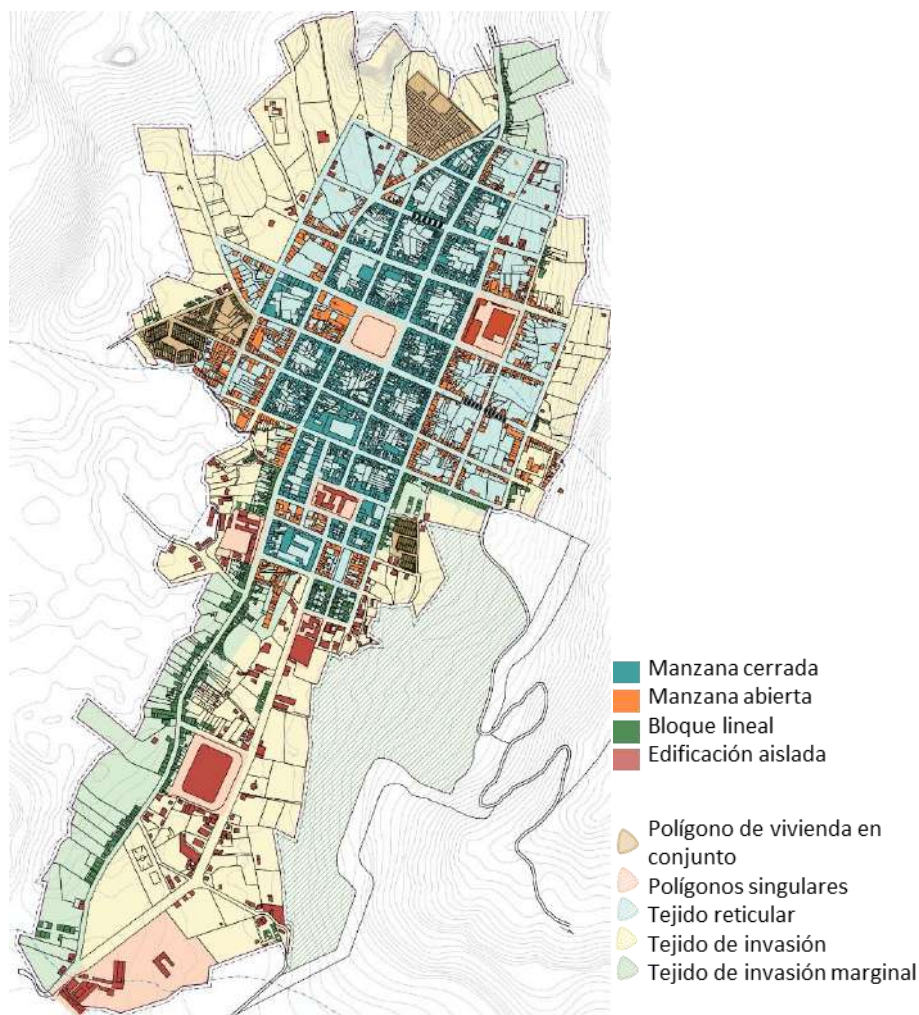 Manzana cerrada
Manzana abierta
Bloque lineal
Edificación aislada
Polígono de vivienda en
conjunto
Polígonos singulares
Tejido reticular
Tejido de invasión
Tejido de invasión marginal